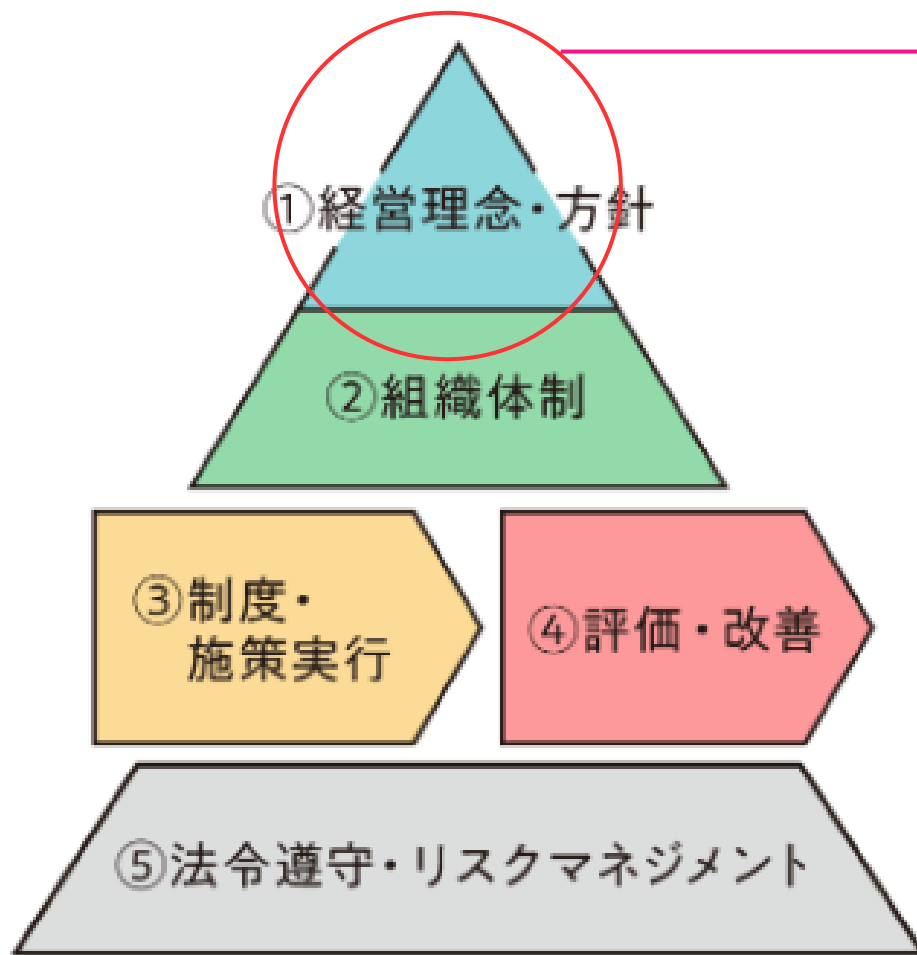 ①経営理念・方針
②組織体制
③制度・
施策実行
④評価・改善
⑤法令遵守・リスクマネジメント